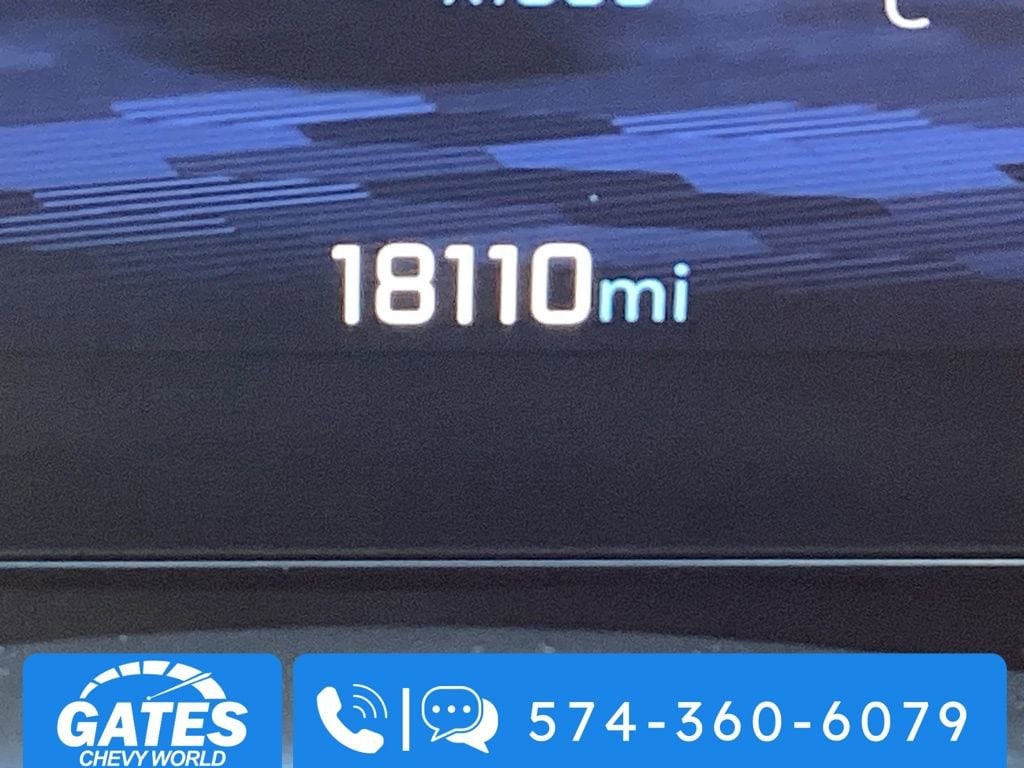 18110mi
GATES
CHEVY WORLD
574-360-6079